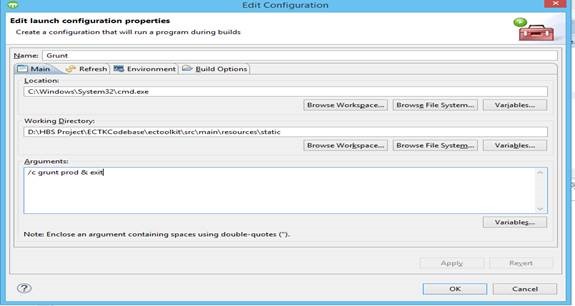 Edit Configuration
Edit launch configuration properties
Create a configuration that will run a program during builds
Name: Grunt
Main Refresh Environment Build Options
Location:
C:\Windows\System32\cmd.exe
Browse Workspace... Browse File System... Variables...
Working Directory:
D:\HBS Project\ECTKCodebase\ectoolkit\src\main\resources\static
Browse Workspace... Browse File System... Variables...
Arguments:
/c grunt prod & exit
Variables...
Note: Enclose an argument containing spaces using double-quotes (").
Apply Revert
OK Cancel